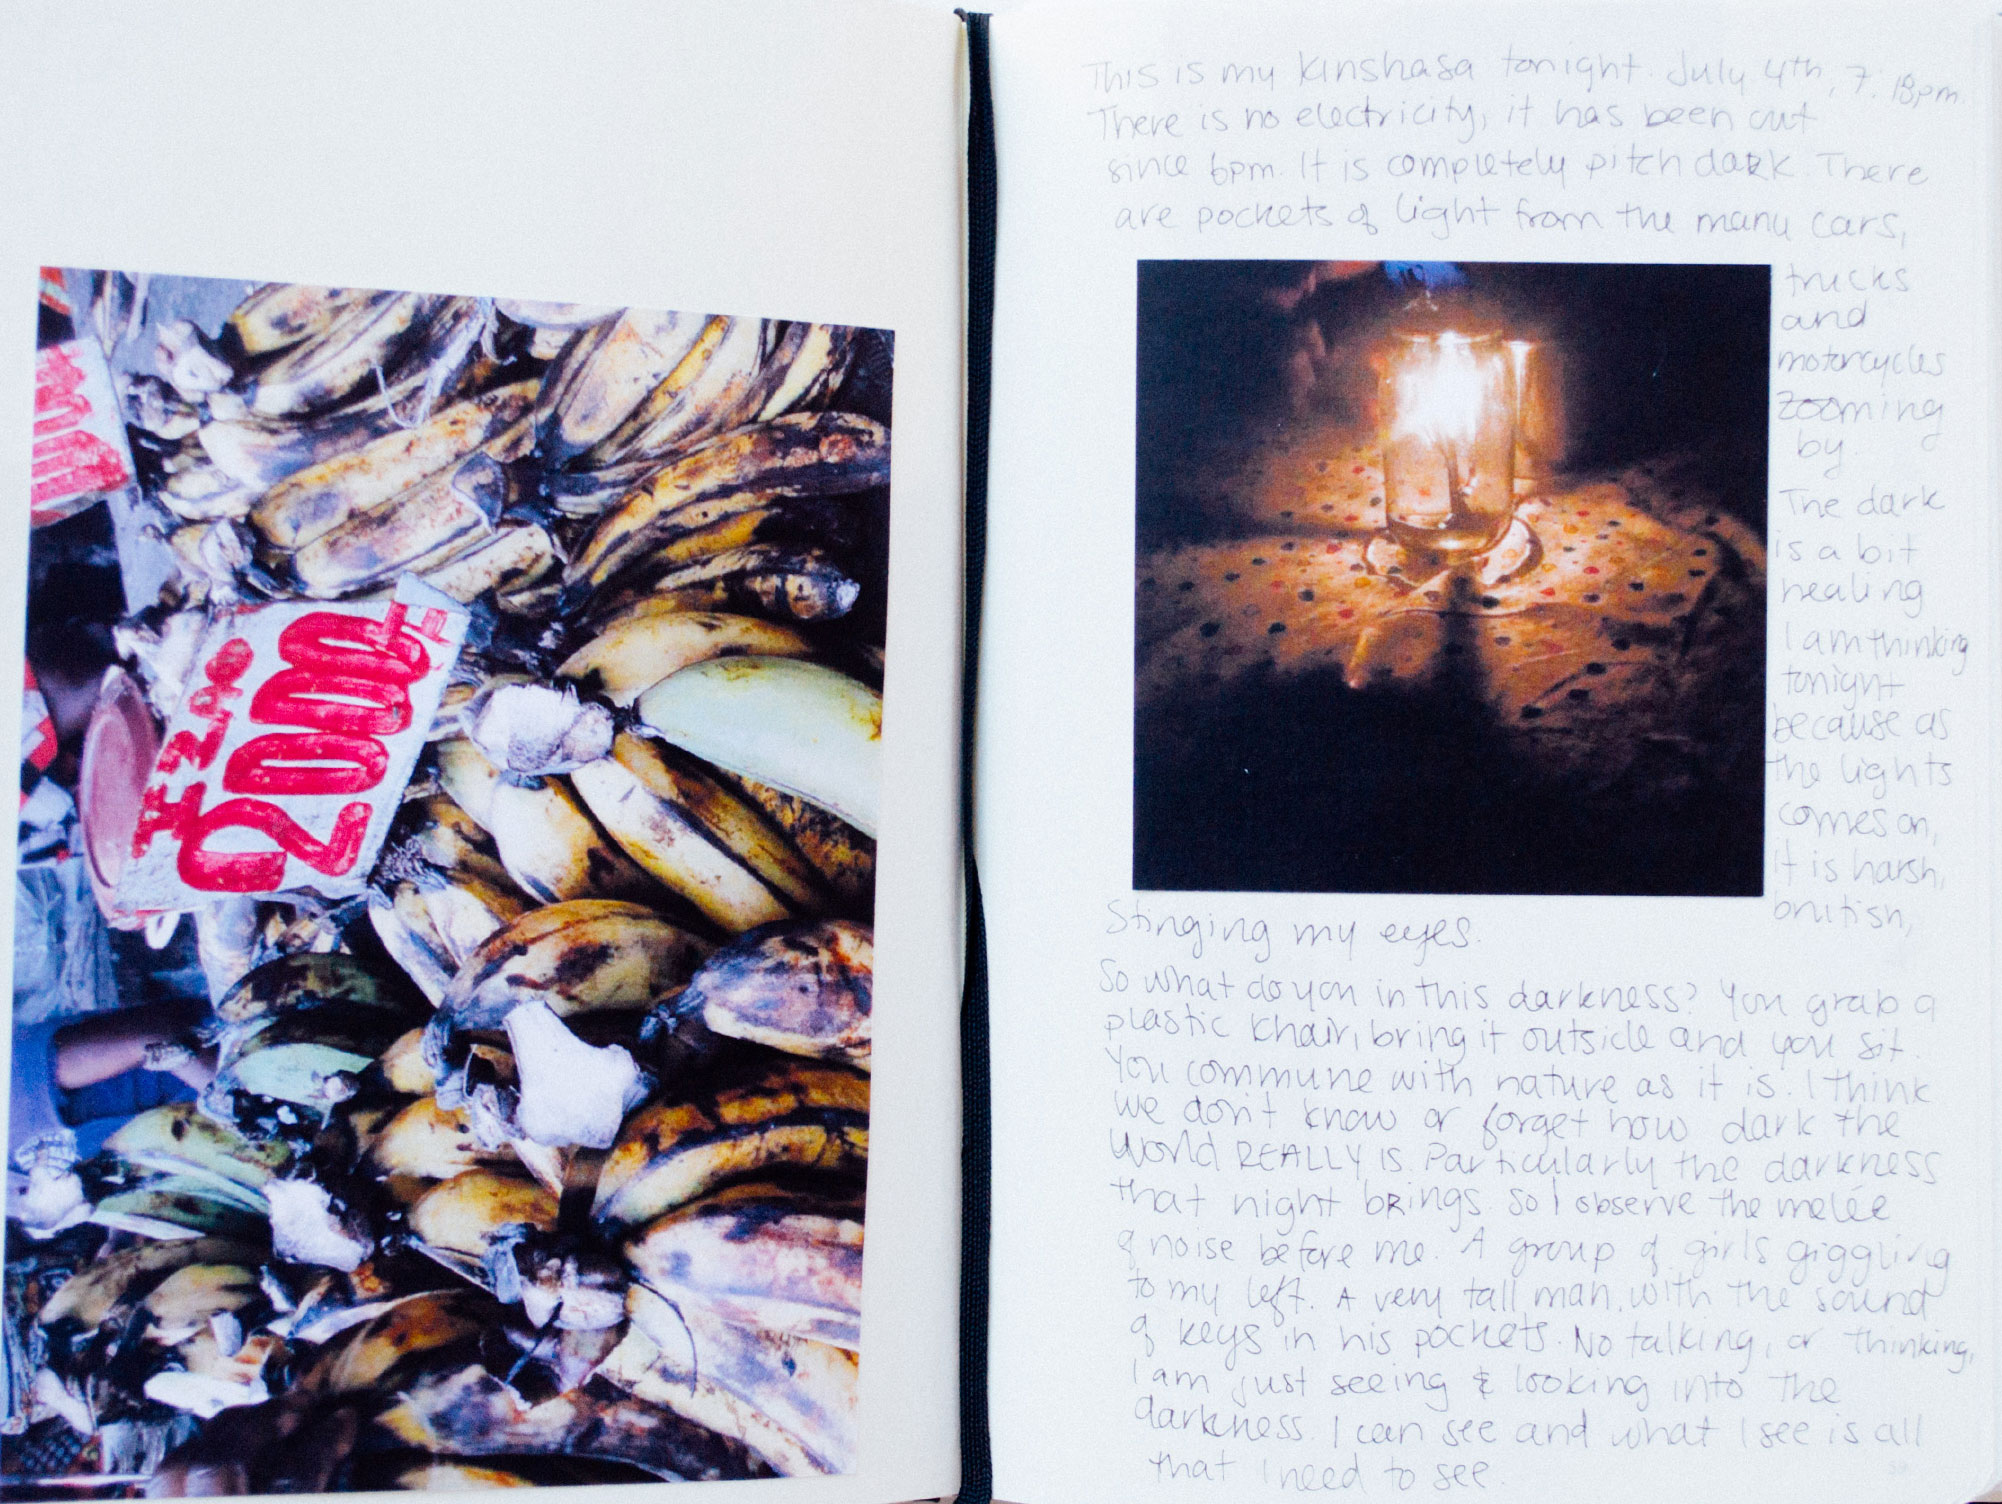 2000 F
This is my Kinshasa tonight. July 4th, 7:18pm.
There is no electricity, it has been out
since 6pm. It is completely pitch dark. There
are pockets of light from the many cars,
trucks
and
motorcycles
zooming
by.
The dark
is a bit
healing
I am thinking
tonight
because as
the lights
comes on,
it is harsh,
brutish,
Stinging my eyes.
So what do you in this darkness? You grab a
plastic khair, bring it outside and you sit.
You commune with nature as it is. I think
we don't know or forget how dark the
World REALLY IS. Particularly the darkness
that night brings. So I observe the melée
of noise before me. A group of girls giggling
to my left. A very tall man, with the sound
of keys in his pockets. No talking, or thinking,
I am just seeing & looking into the
darkness. I can see and what I see is all
that I need to see.